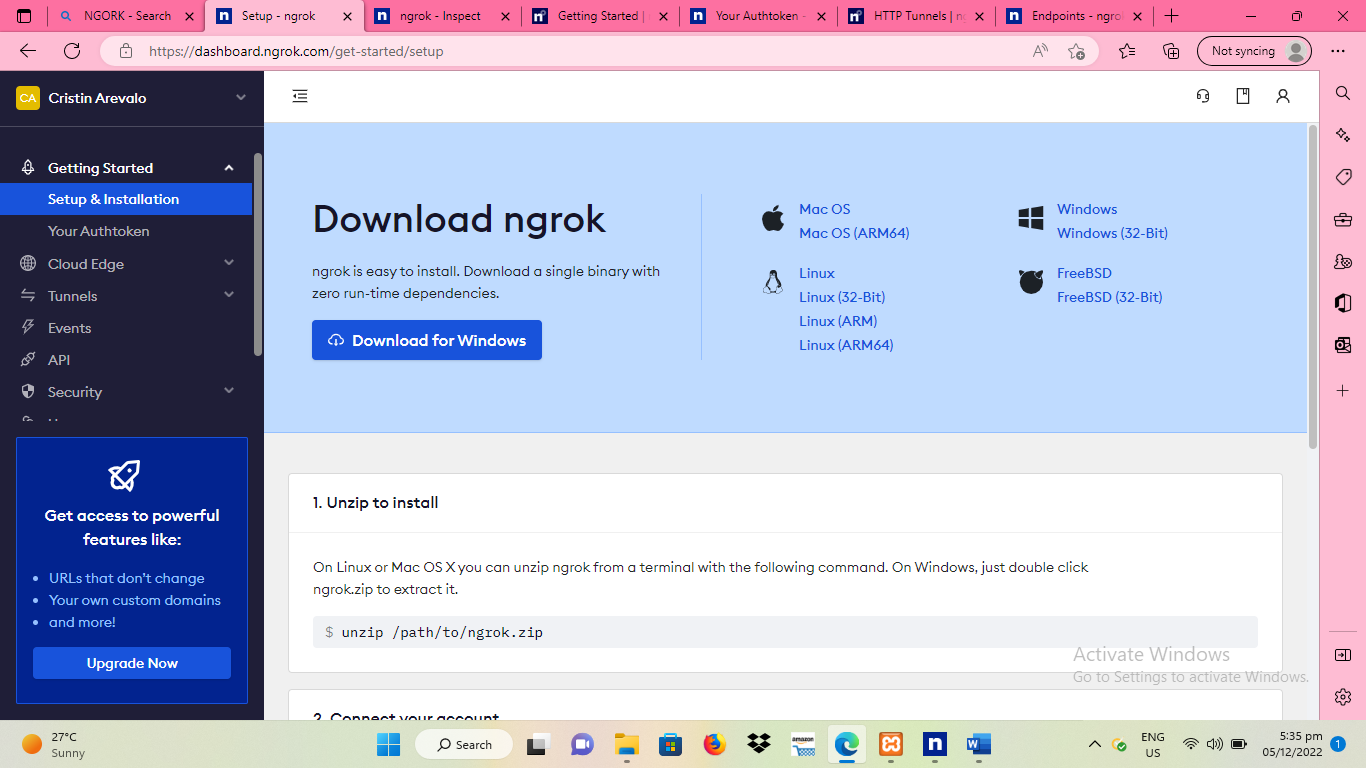 NGORK - Search
Setup - ngrok
ngrok - Inspect
Getting Started |
Your Authtoken -
HTTP Tunnels |
Endpoints - ngro
https://dashboard.ngrok.com/get-started/setup
Not syncing
CA
Cristin Arevalo
Getting Started
Setup & Installation
Your Authtoken
Cloud Edge
Tunnels
Events
API
Security
Get access to powerful
features like:
URLs that don't change
Your own custom domains
and more!
Upgrade Now
Download ngrok
ngrok is easy to install. Download a single binary with
zero run-time dependencies.
Download for Windows
Mac OS
Mac OS (ARM64)
Linux
Linux (32-Bit)
Linux (ARM)
Linux (ARM64)
Windows
Windows (32-Bit)
FreeBSD
FreeBSD (32-Bit)
1. Unzip to install
On Linux or Mac OS X you can unzip ngrok from a terminal with the following command. On Windows, just double click
ngrok.zip to extract it.
$ unzip /path/to/ngrok.zip
2. Connect your account
Activate Windows
Go to Settings to activate Windows.
27°C
Sunny
Search
amazon
ENG
US
5:35 pm
05/12/2022
1